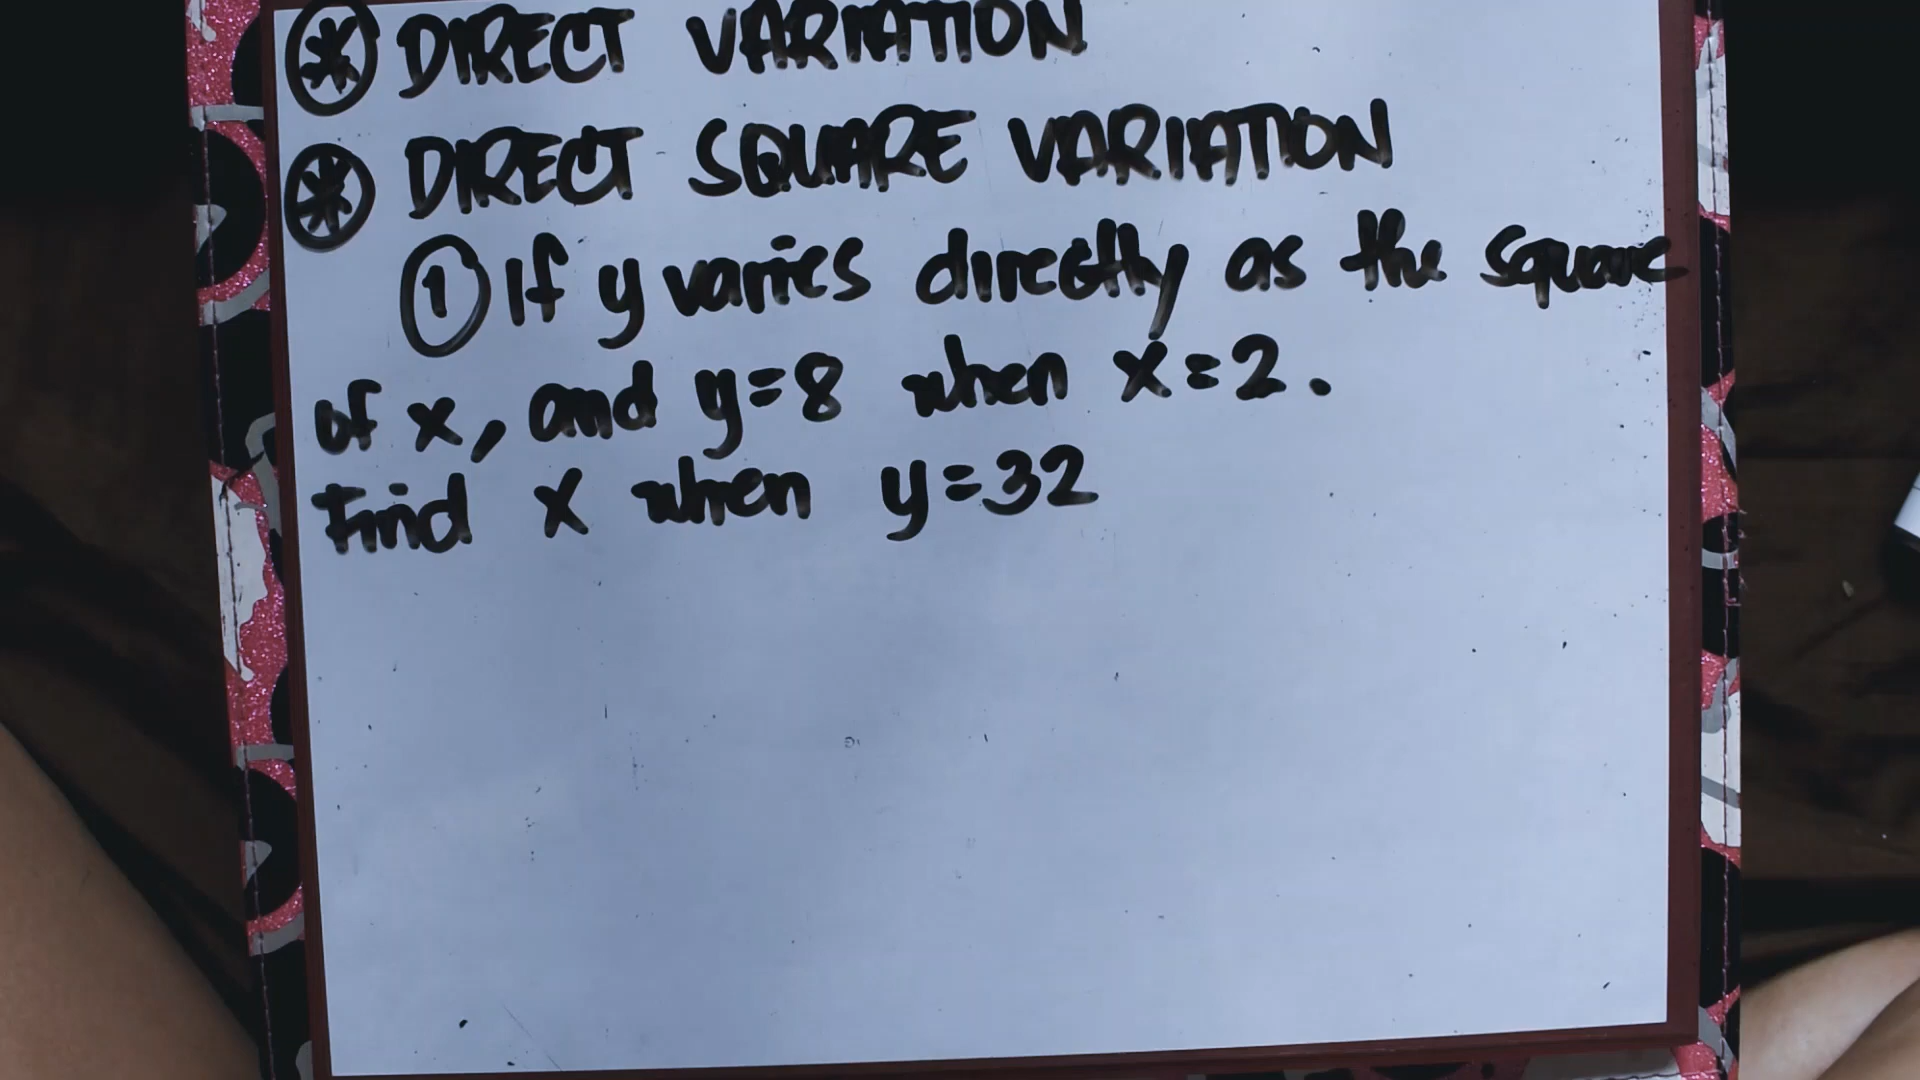 * DIRECT VARIATION
* DIRECT SQUARE VARIATION
1 If y varies directly as the square
of x, and y=8 when x=2.
Find x when y=32